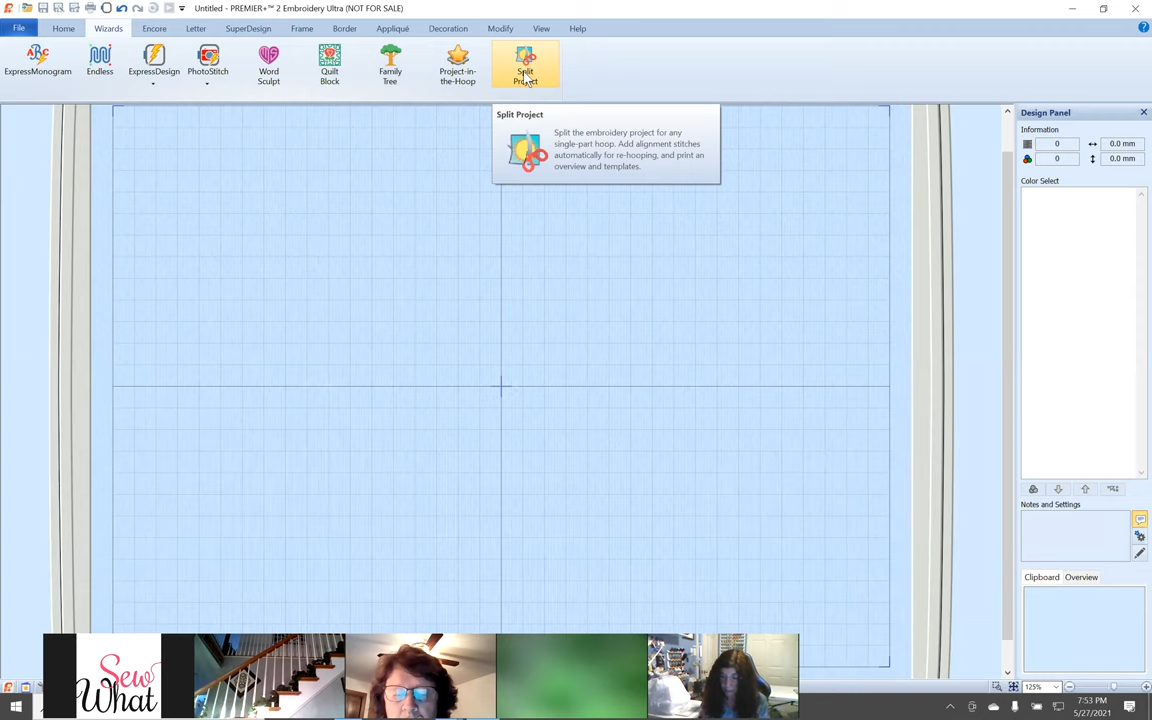 Untitled - PREMIER+™ 2 Embroidery Ultra (NOT FOR SALE)
File Home Wizards Encore Letter SuperDesign Frame Border Appliqué Decoration Modify View Help
ExpressMonogram Endless ExpressDesign PhotoStitch Word Sculpt Quilt Block Family Tree Project-in-the-Hoop Split Project
Split Project
Split the embroidery project for any
single-part hoop. Add alignment stitches
automatically for re-hooping, and print an
overview and templates.
Design Panel
Information
0 0.0 mm
0 0.0 mm
Color Select
Notes and Settings
Clipboard Overview
Sew
What
125%
7:53 PM
5/27/2021